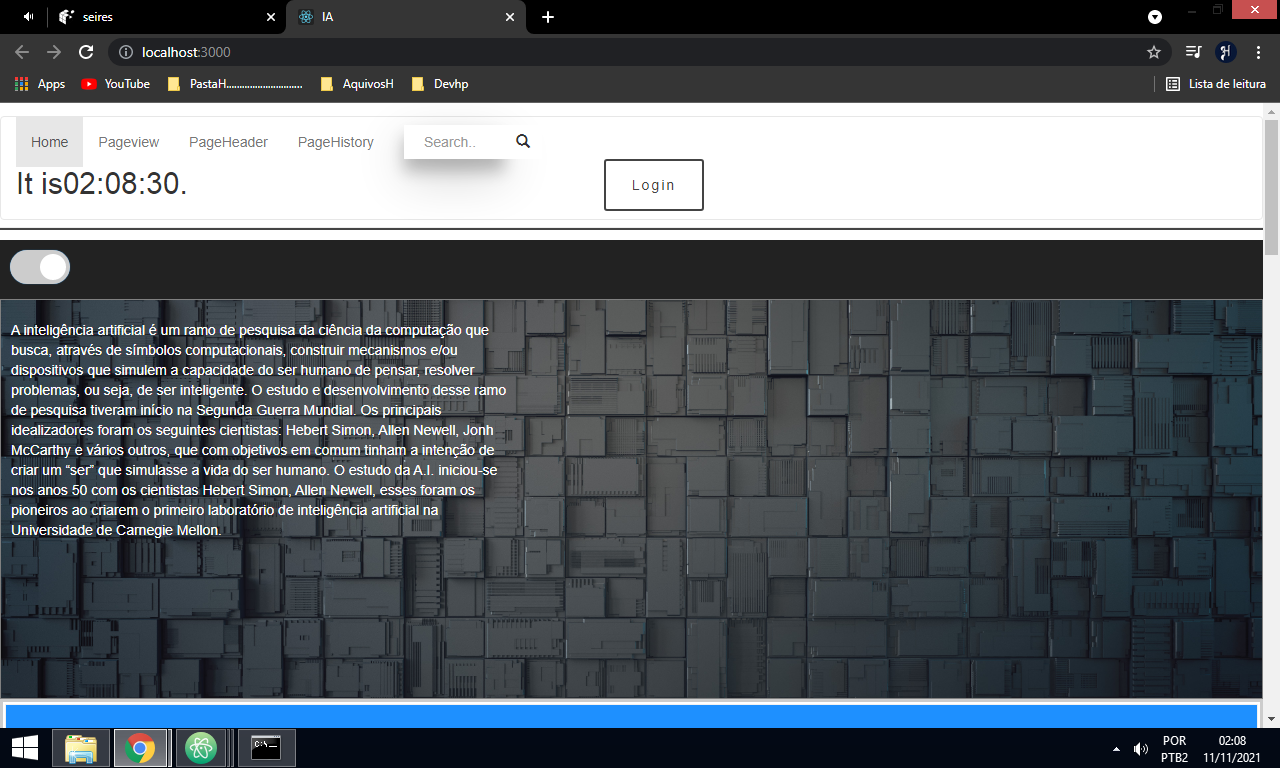 seires
IA
localhost:3000
Apps
YouTube
PastaH.............................
AquivosH
Devhp
Lista de leitura
Home
Pageview
PageHeader
PageHistory
Search..
It is02:08:30.
Login
A inteligência artificial é um ramo de pesquisa da ciência da computação que
busca, através de símbolos computacionais, construir mecanismos e/ou
dispositivos que simulem a capacidade do ser humano de pensar, resolver
problemas, ou seja, de ser inteligente. O estudo e desenvolvimento desse ramo
de pesquisa tiveram início na Segunda Guerra Mundial. Os principais
idealizadores foram os seguintes cientistas: Hebert Simon, Allen Newell, Jonh
McCarthy e vários outros, que com objetivos em comum tinham a intenção de
criar um “ser” que simulasse a vida do ser humano. O estudo da A.I. iniciou-se
nos anos 50 com os cientistas Hebert Simon, Allen Newell, esses foram os
pioneiros ao criarem o primeiro laboratório de inteligência artificial na
Universidade de Carnegie Mellon.
POR
PTB2
02:08
11/11/2021